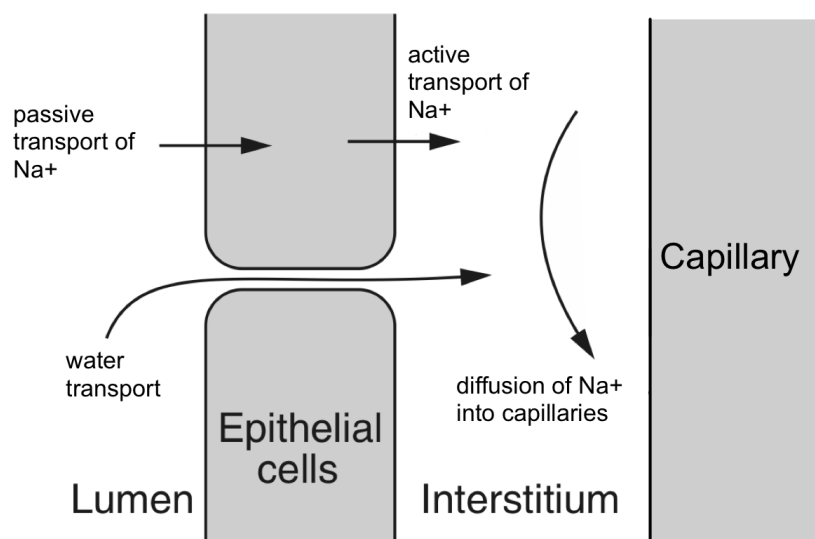 active
transport of
Na+
passive
transport of
Na+
Capillary
water
transport
diffusion of Na+
into capillaries
Epithelial
cells
Lumen
Interstitium